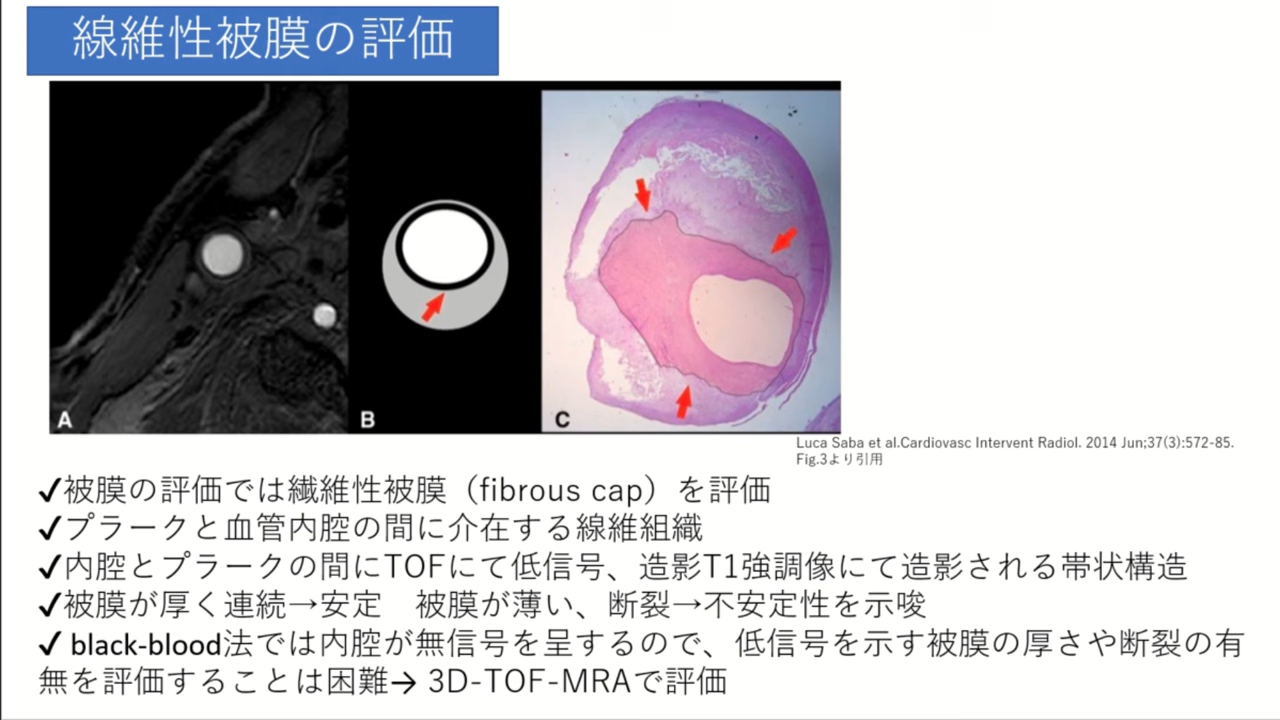 線維性被膜の評価
A
B
C
Luca Saba et al.Cardiovasc Intervent Radiol. 2014 Jun;37(3):572-85.
Fig.3より引用
✓被膜の評価では繊維性被膜（fibrous cap）を評価
✓プラークと血管内腔の間に介在する線維組織
✓内腔とプラークの間にTOFにて低信号、造影T1強調像にて造影される帯状構造
✓被膜が厚く連続→安定　被膜が薄い、断裂→不安定性を示唆
✓ black-blood法では内腔が無信号を呈するので、低信号を示す被膜の厚さや断裂の有
無を評価することは困難→ 3D-TOF-MRAで評価